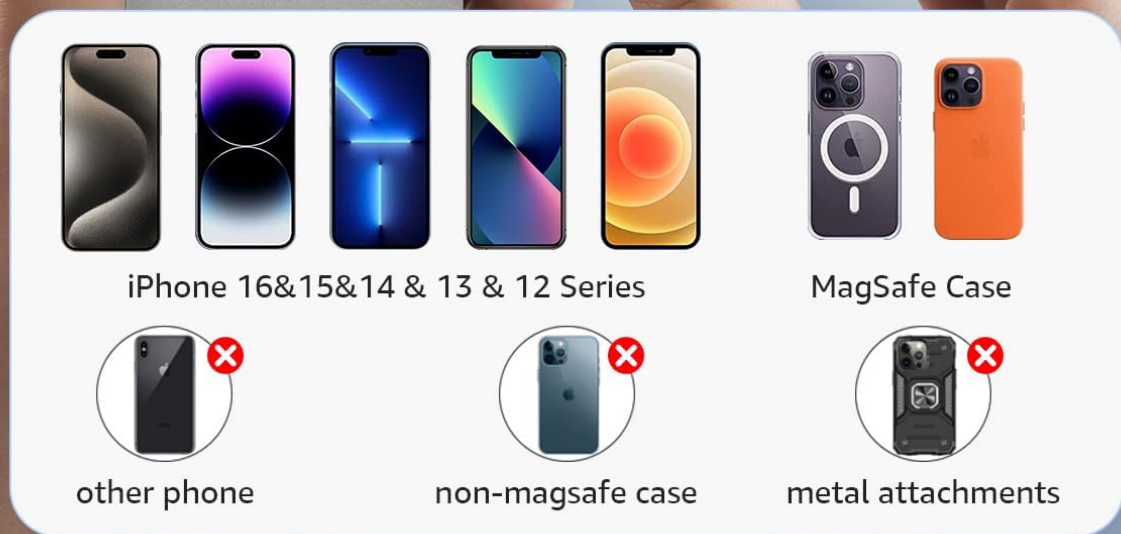 iPhone 16&15&14 & 13 & 12 Series
MagSafe Case
other phone
non-magsafe case
metal attachments